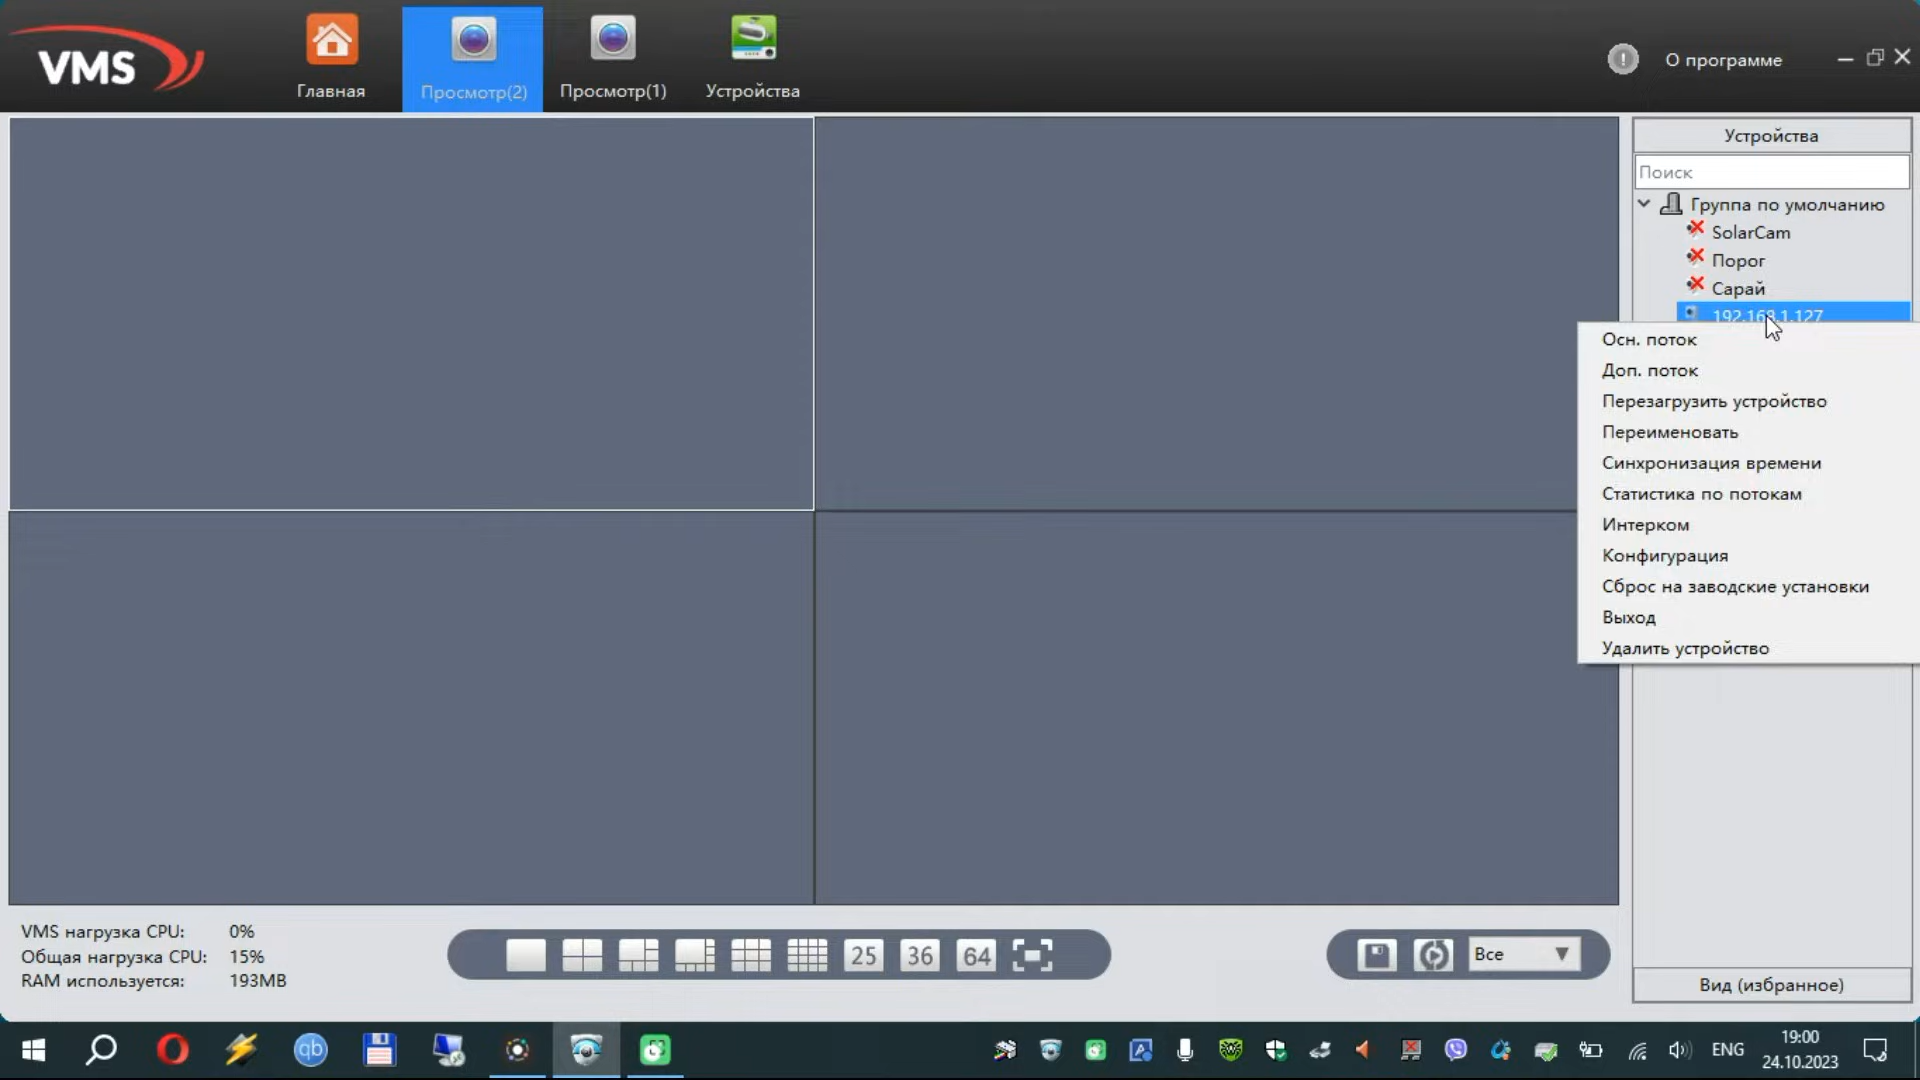 VMS
Главная
Просмотр(2)
Просмотр(1)
Устройства
О программе
Устройства
Поиск
Группа по умолчанию
SolarCam
Порог
Сарай
192.168.1.127
Осн. поток
Доп. поток
Перезагрузить устройство
Переименовать
Синхронизация времени
Статистика по потокам
Интерком
Конфигурация
Сброс на заводские установки
Выход
Удалить устройство
VMS нагрузка CPU: 0%
Общая нагрузка CPU: 15%
RAM используется: 193MB
25
36
64
Все
Вид (избранное)
qb
ENG
19:00
24.10.2023